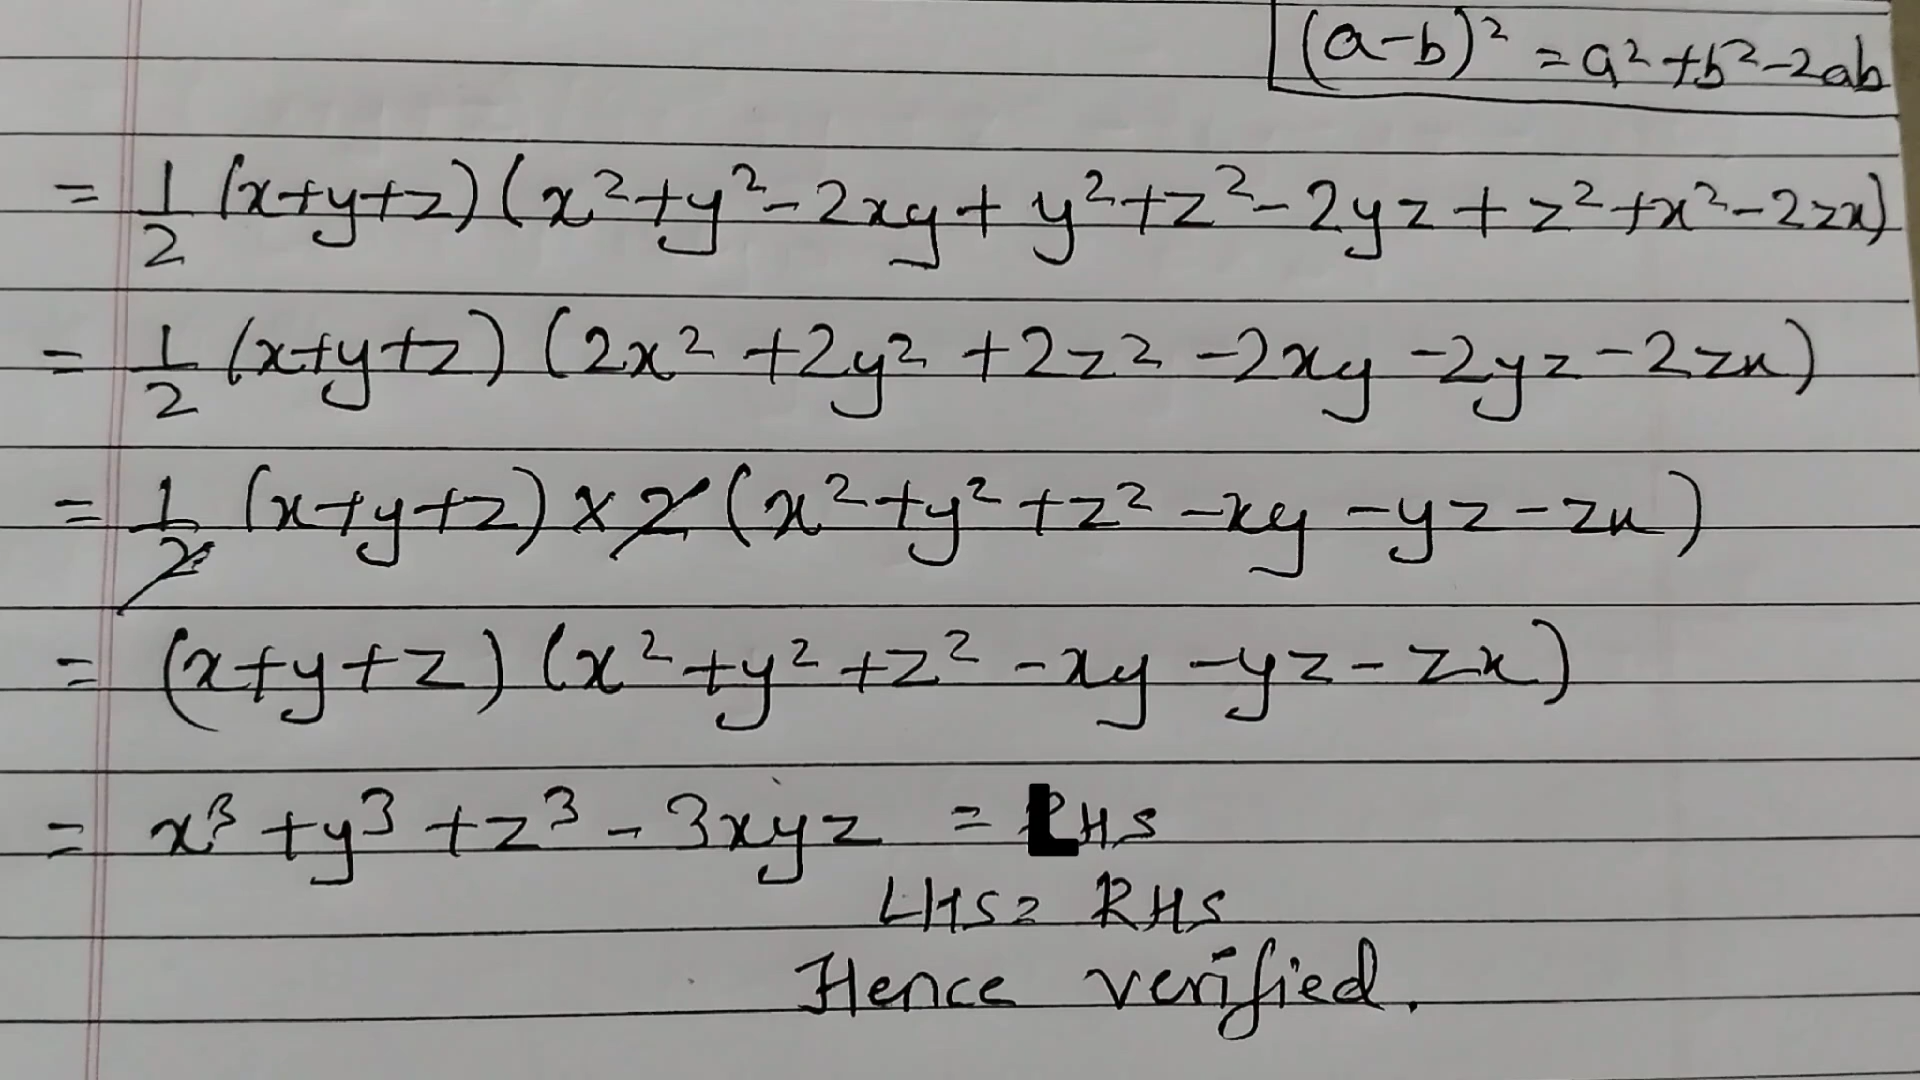 (a-b)² = a²+b²-2ab
= 1/2 (x+y+z) (x²+y²-2xy+y²+z²-2yz+z²+x²-2zx)
= 1/2 (x+y+z) (2x²+2y²+2z²-2xy-2yz-2zx)
= 1/2 (x+y+z) × 2 (x²+y²+z²-xy-yz-zx)
= (x+y+z) (x²+y²+z²-xy-yz-zx)
= x³+y³+z³-3xyz = LHS
LHS = RHS
Hence verified.